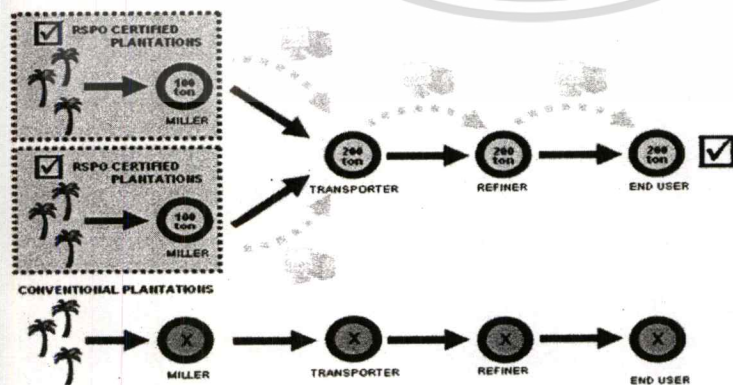 RSPO CERTIFIED
PLANTATIONS
100
ton
MILLER
RSPO CERTIFIED
PLANTATIONS
100
ton
MILLER
200
ton
TRANSPORTER
200
ton
REFINER
200
ton
END USER
CONVENTIONAL PLANTATIONS
X
MILLER
X
TRANSPORTER
X
REFINER
X
END USER